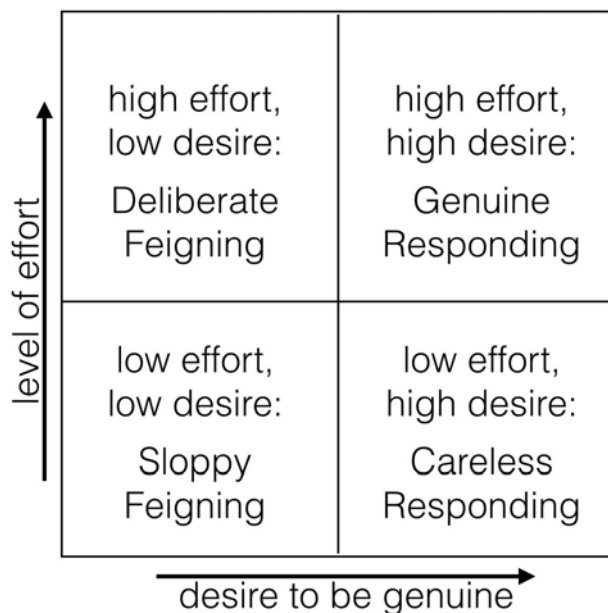 level of effort
high effort,
low desire:
Deliberate
Feigning
high effort,
high desire:
Genuine
Responding
low effort,
low desire:
Sloppy
Feigning
low effort,
high desire:
Careless
Responding
desire to be genuine